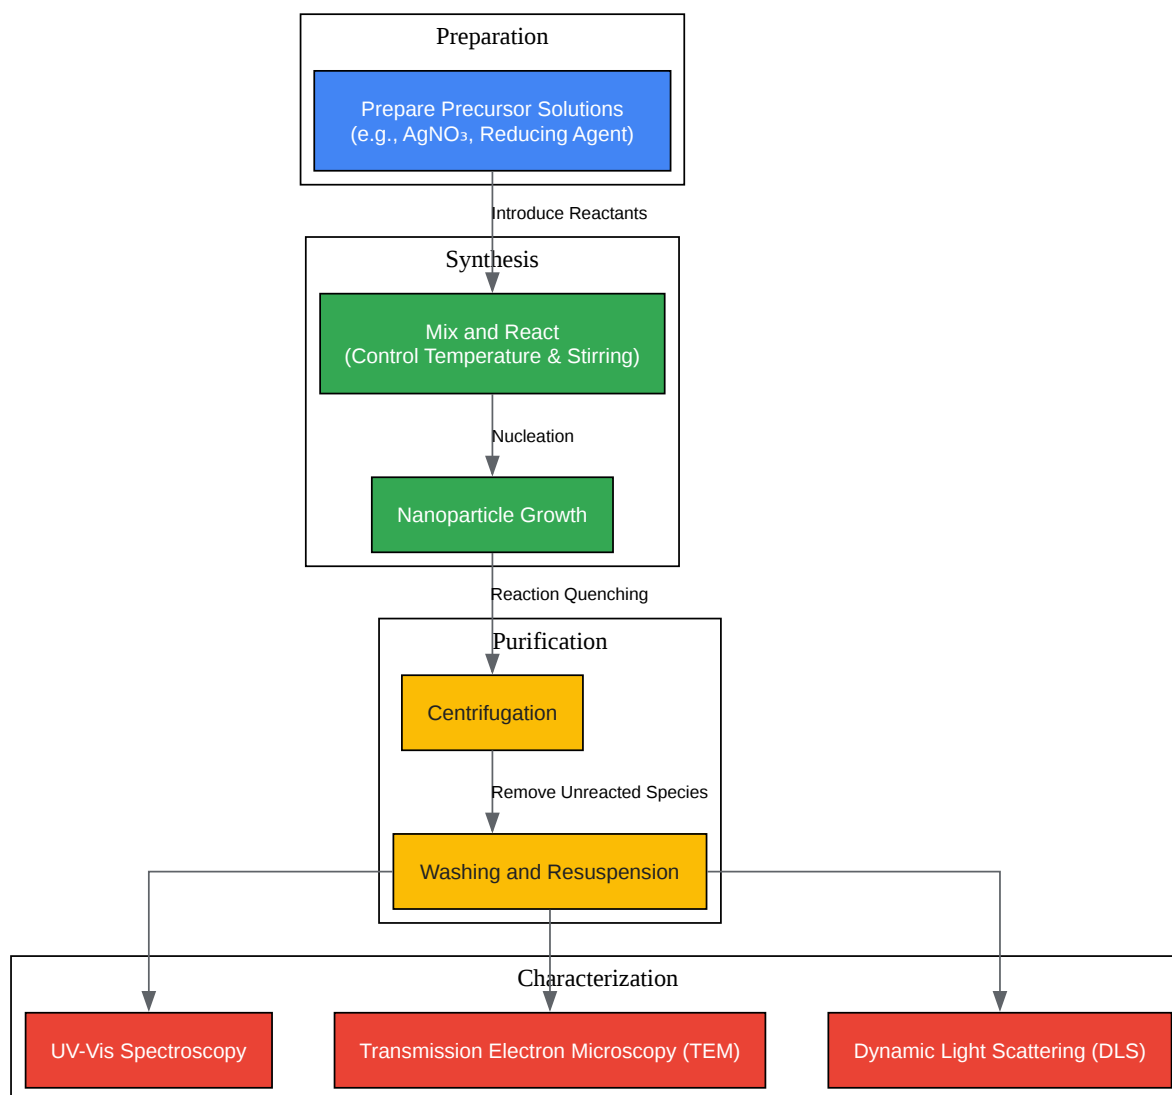 Preparation
Prepare Precursor Solutions
(e.g., AgNO₃, Reducing Agent)
Introduce Reactants
Synthesis
Mix and React
(Control Temperature & Stirring)
Nucleation
Nanoparticle Growth
Reaction Quenching
Purification
Centrifugation
Remove Unreacted Species
Washing and Resuspension
Characterization
UV-Vis Spectroscopy
Transmission Electron Microscopy (TEM)
Dynamic Light Scattering (DLS)